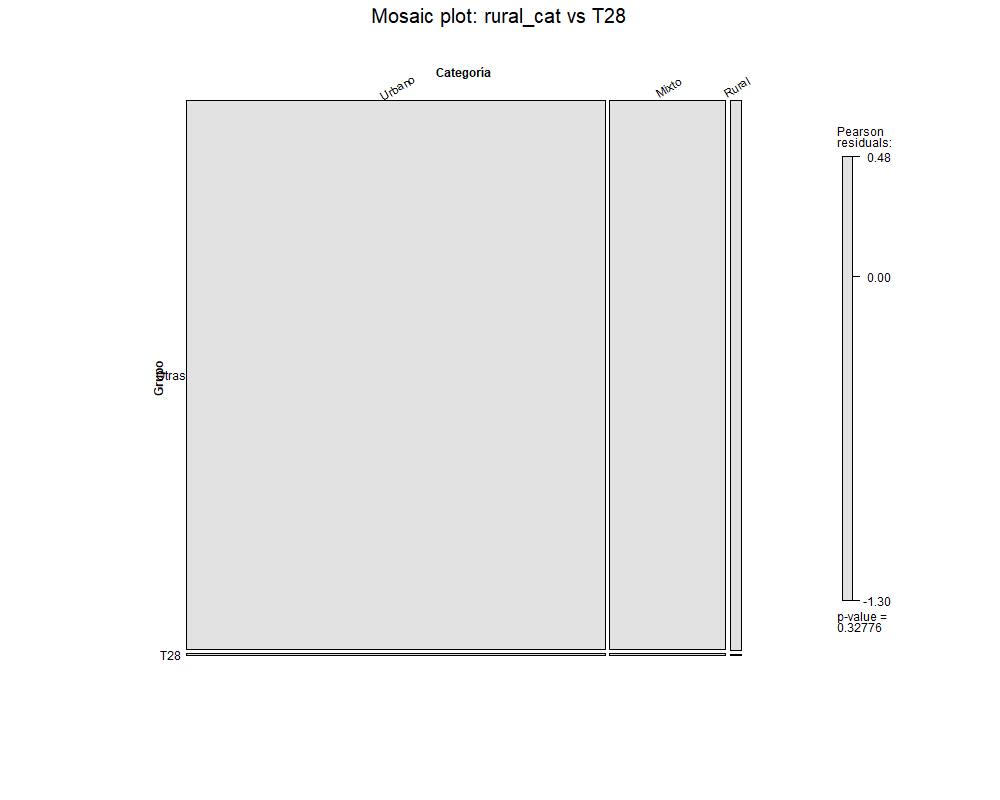 Mosaic plot: rural_cat vs T28
Categoría
Urbano
Mixto
Rural
Pearson
residuals:
0.48
0.00
-1.30
p-value =
0.32776
Grupo
Otras
T28